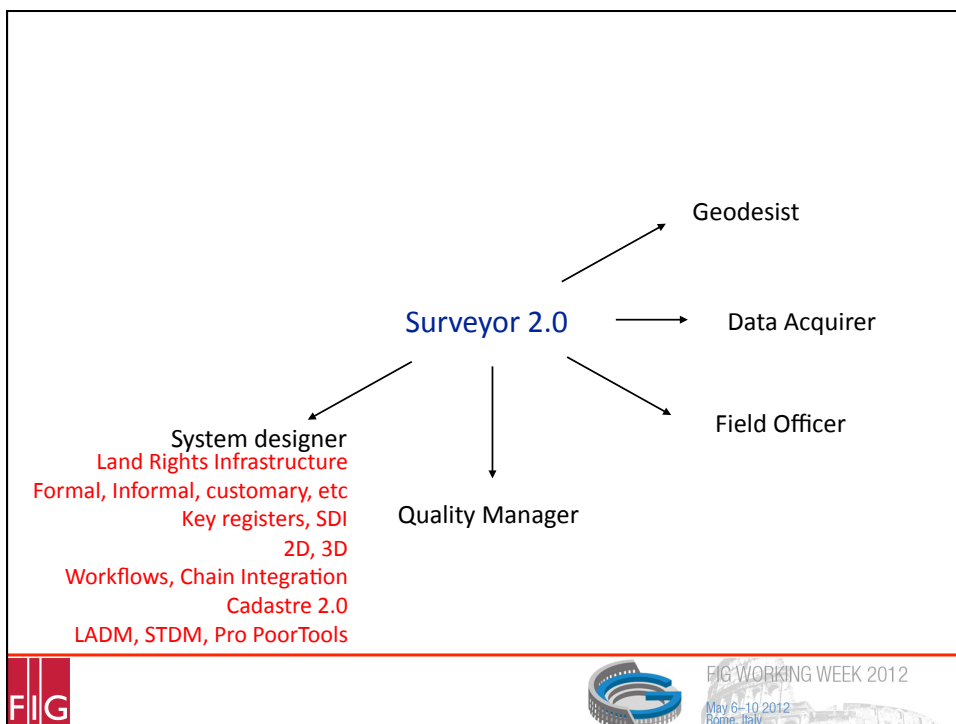 Geodesist
Surveyor 2.0
Data Acquirer
Field Officer
System designer
Land Rights Infrastructure
Formal, Informal, customary, etc
Key registers, SDI
2D, 3D
Workflows, Chain Integration
Cadastre 2.0
LADM, STDM, Pro PoorTools
Quality Manager
FIG
FIG WORKING WEEK 2012
May 6–10 2012
Rome, Italy